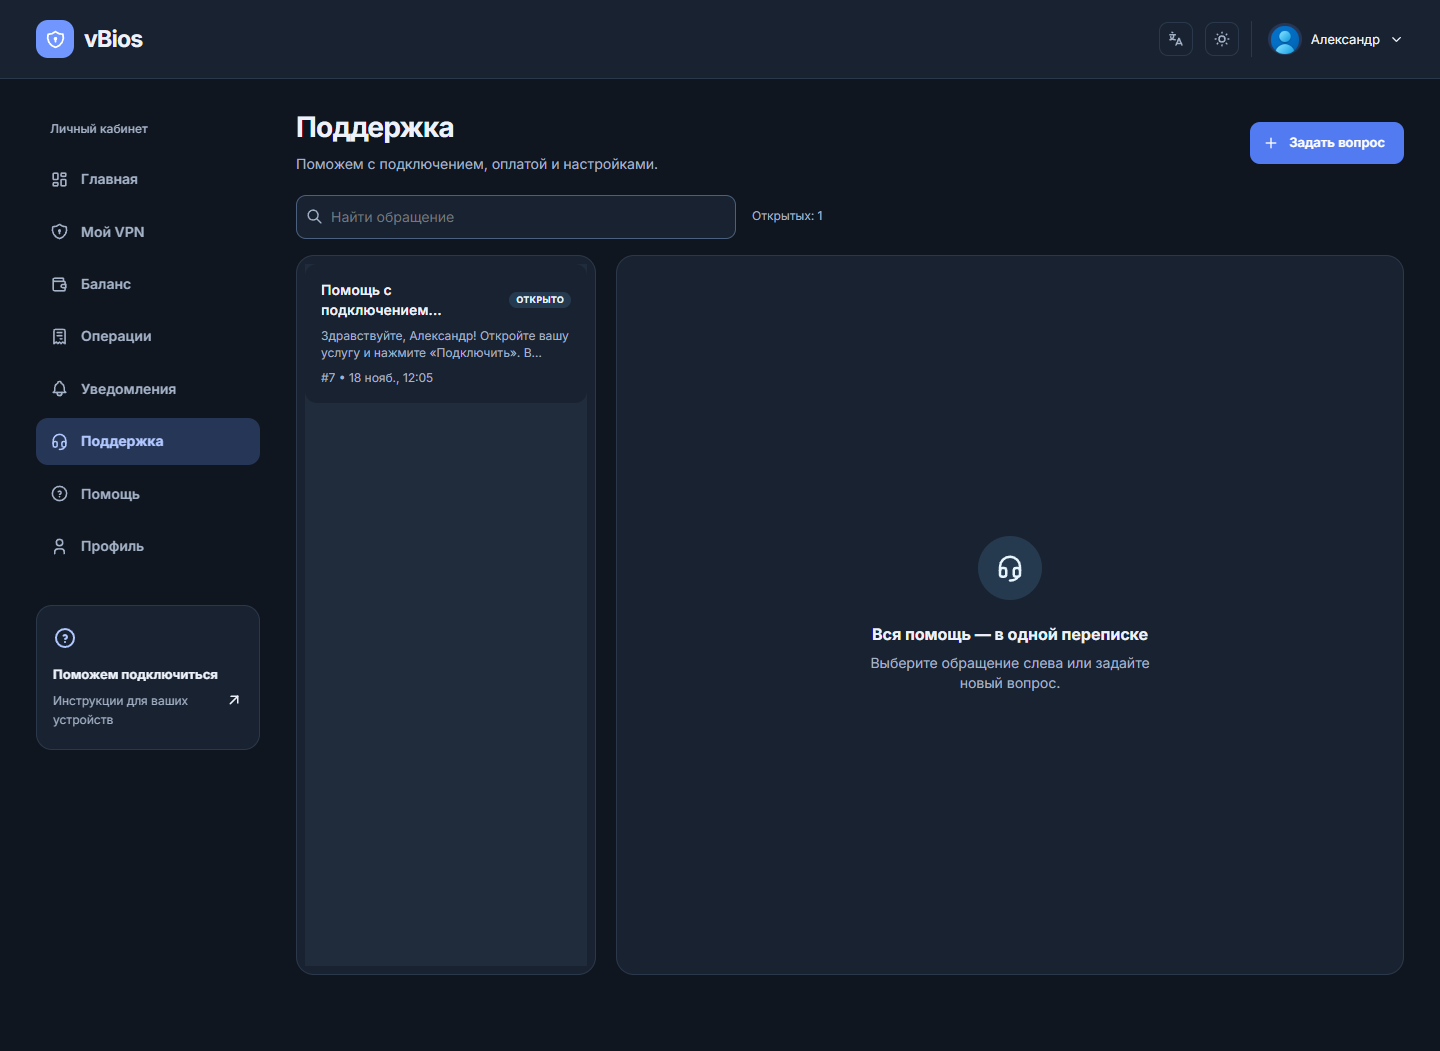 vBios
Александр
Личный кабинет
Главная
Мой VPN
Баланс
Операции
Уведомления
Поддержка
Помощь
Профиль
Поможем подключиться
Инструкции для ваших
устройств
Поддержка
Поможем с подключением, оплатой и настройками.
Задать вопрос
Найти обращение
Открытых: 1
Помощь с
подключением...
ОТКРЫТО
Здравствуйте, Александр! Откройте вашу
услугу и нажмите «Подключить». В...
#7 • 18 нояб., 12:05
Вся помощь — в одной переписке
Выберите обращение слева или задайте
новый вопрос.